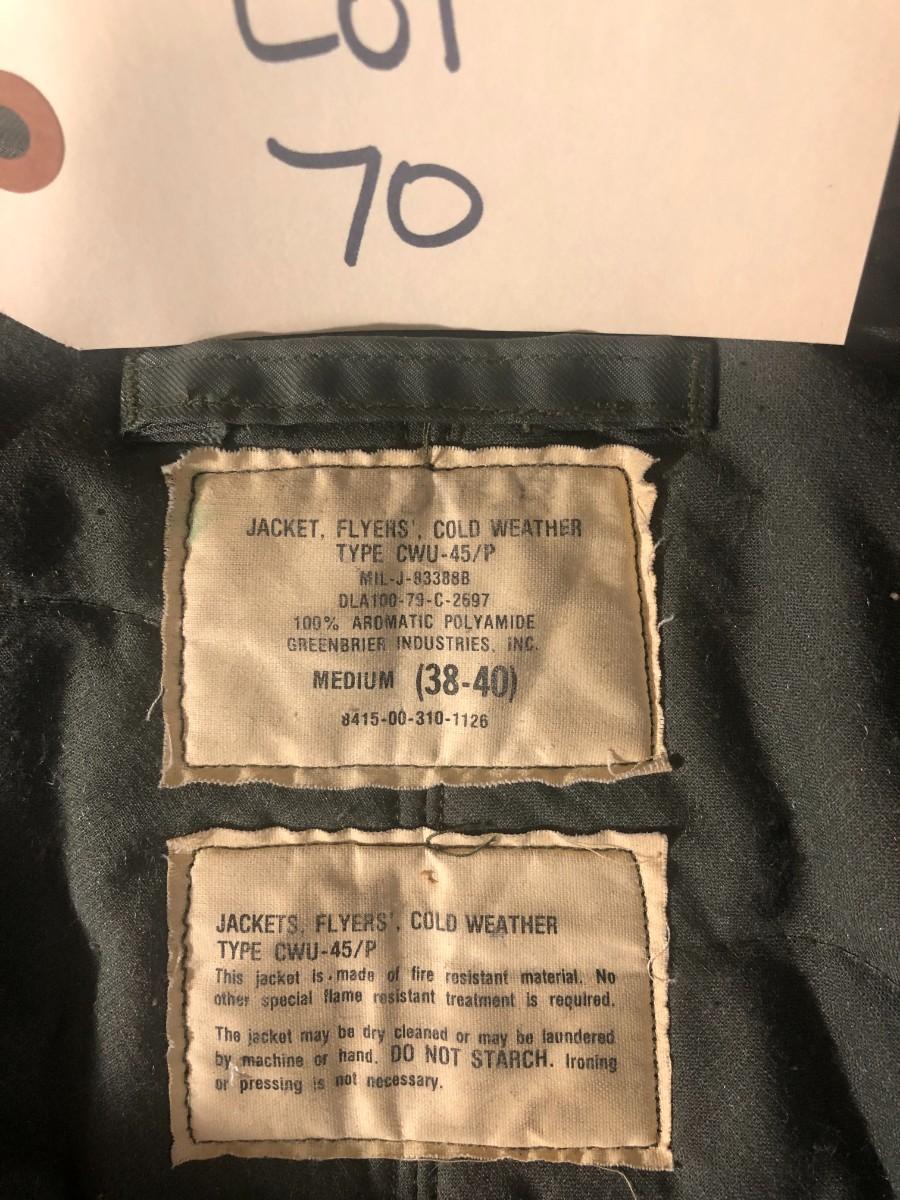 LOT
70
JACKET, FLYERS', COLD WEATHER
TYPE CWU-45/P
MIL-J-83388B
DLA100-79-C-2697
100% AROMATIC POLYAMIDE
GREENBRIER INDUSTRIES, INC.
MEDIUM (38-40)
8415-00-310-1126
JACKETS, FLYERS', COLD WEATHER
TYPE CWU-45/P
This jacket is made of fire resistant material. No
other special flame resistant treatment is required.
The jacket may be dry cleaned or may be laundered
by machine or hand. DO NOT STARCH. Ironing
or pressing is not necessary.